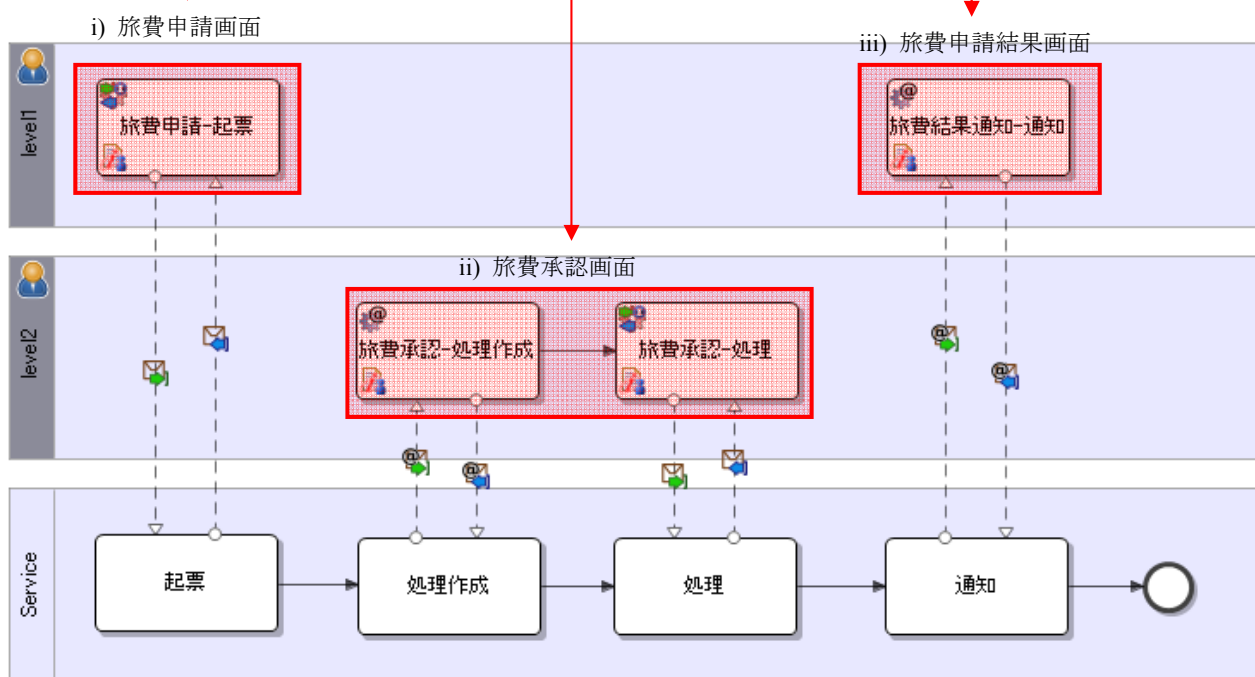 i) 旅費申請画面
iii) 旅費申請結果画面
level1
旅費申請-起票
旅費結果通知-通知
ii) 旅費承認画面
level2
旅費承認-処理作成
旅費承認-処理
Service
起票
処理作成
処理
通知